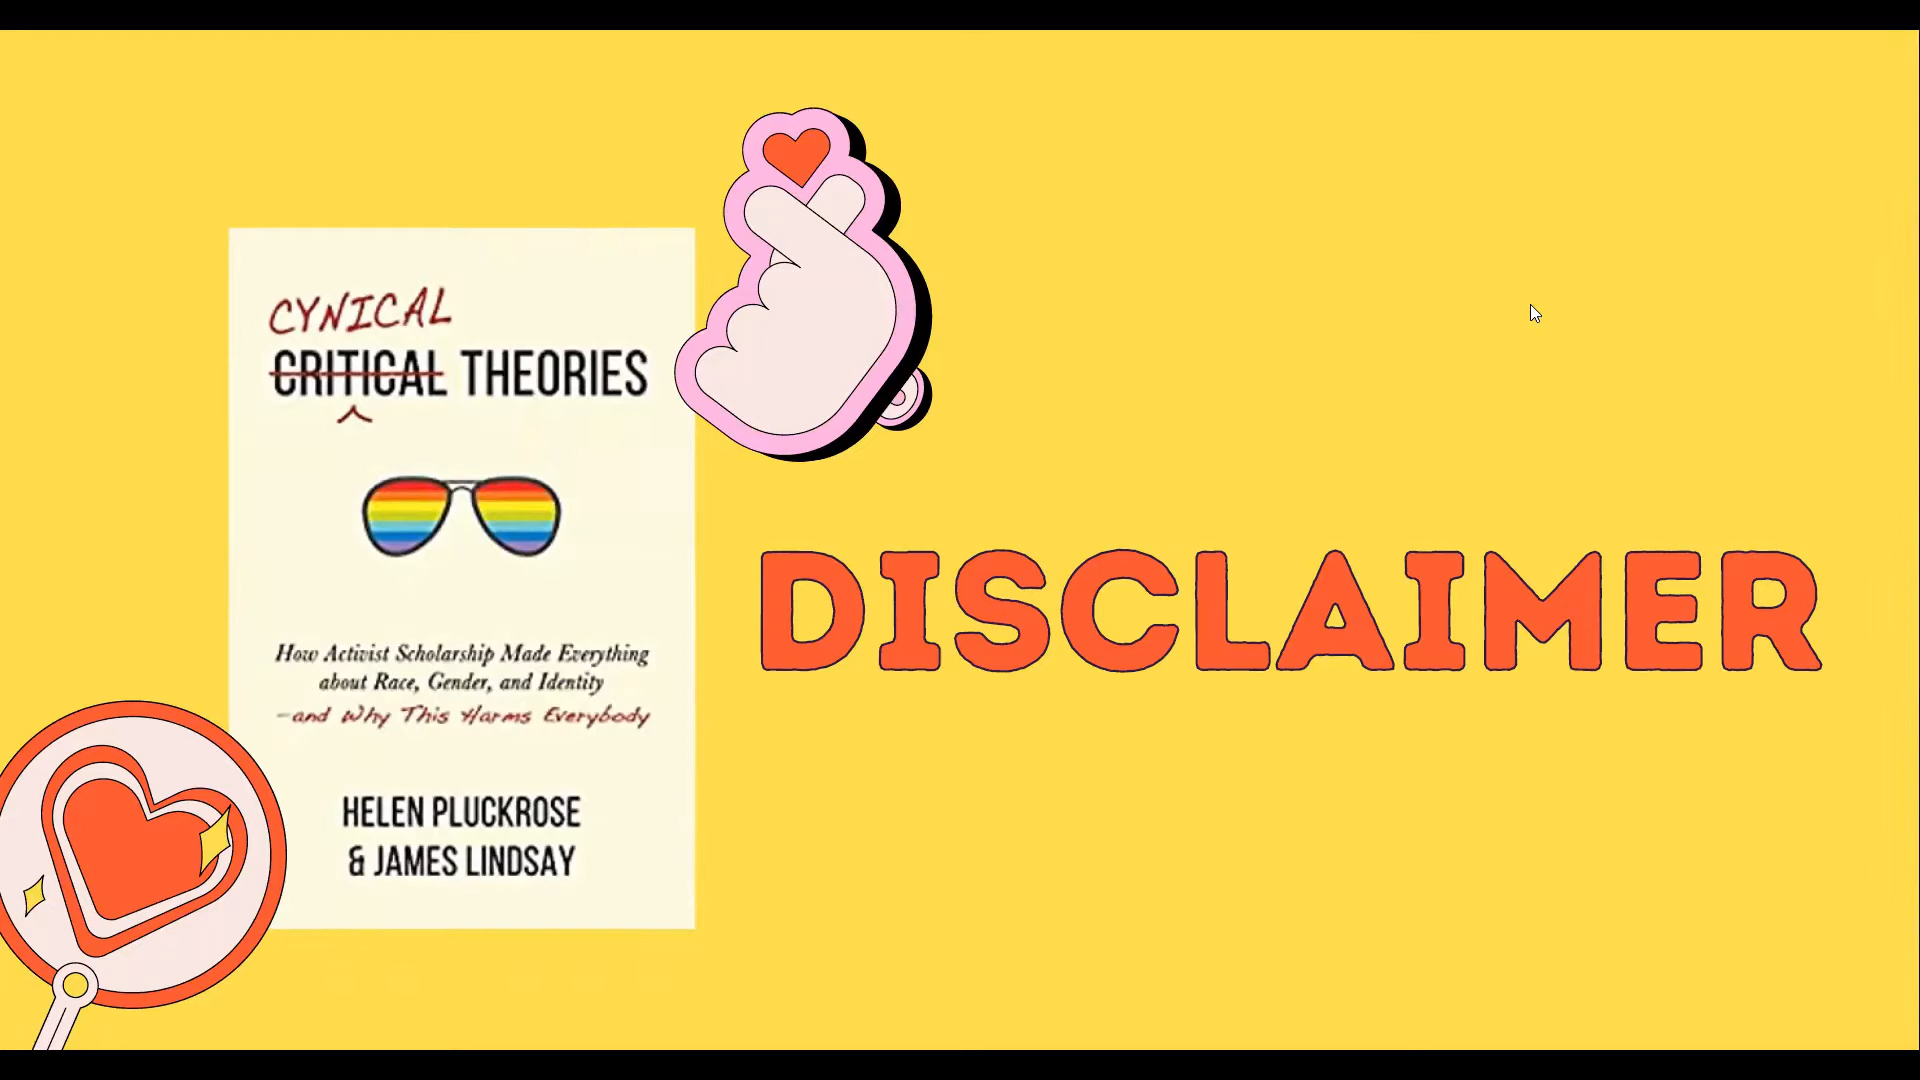 CYNICAL
CRITICAL THEORIES
How Activist Scholarship Made Everything
about Race, Gender, and Identity
—and Why This Harms Everybody
HELEN PLUCKROSE
& JAMES LINDSAY
DISCLAIMER